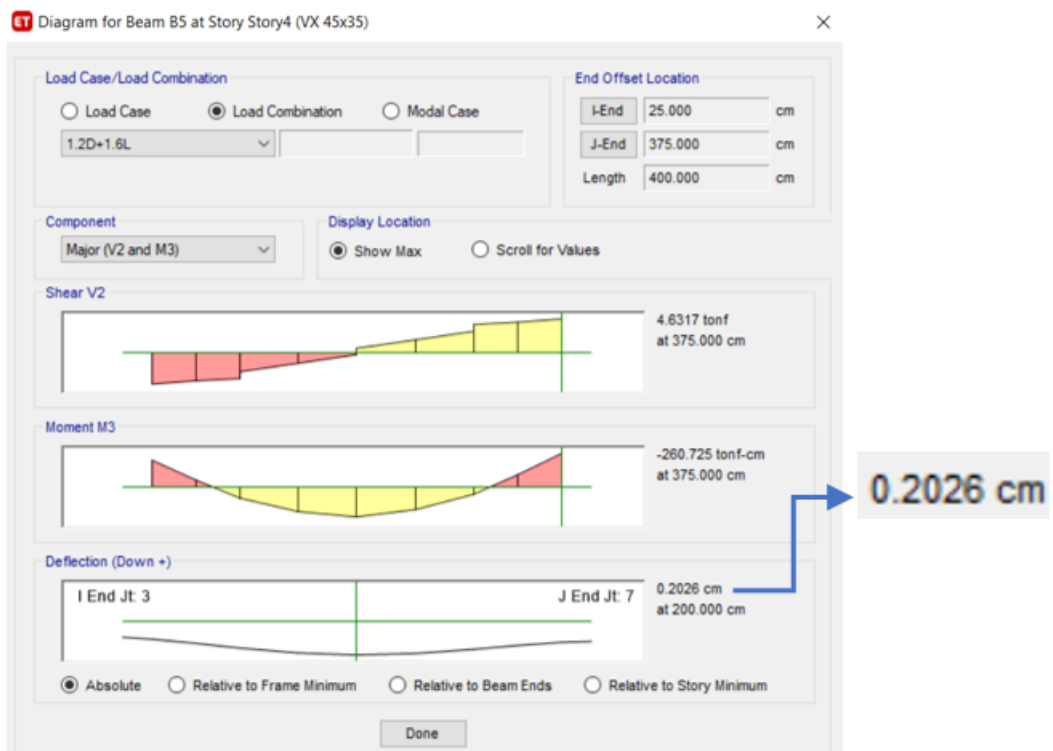 ET Diagram for Beam B5 at Story Story4 (VX 45x35)
Load Case/Load Combination
Load Case Load Combination Modal Case
1.2D+1.6L
End Offset Location
I-End 25.000 cm
J-End 375.000 cm
Length 400.000 cm
Component
Major (V2 and M3)
Display Location
Show Max Scroll for Values
Shear V2
4.6317 tonf
at 375.000 cm
Moment M3
-260.725 tonf-cm
at 375.000 cm
0.2026 cm
Deflection (Down +)
I End Jt: 3 J End Jt: 7
0.2026 cm
at 200.000 cm
Absolute Relative to Frame Minimum Relative to Beam Ends Relative to Story Minimum
Done